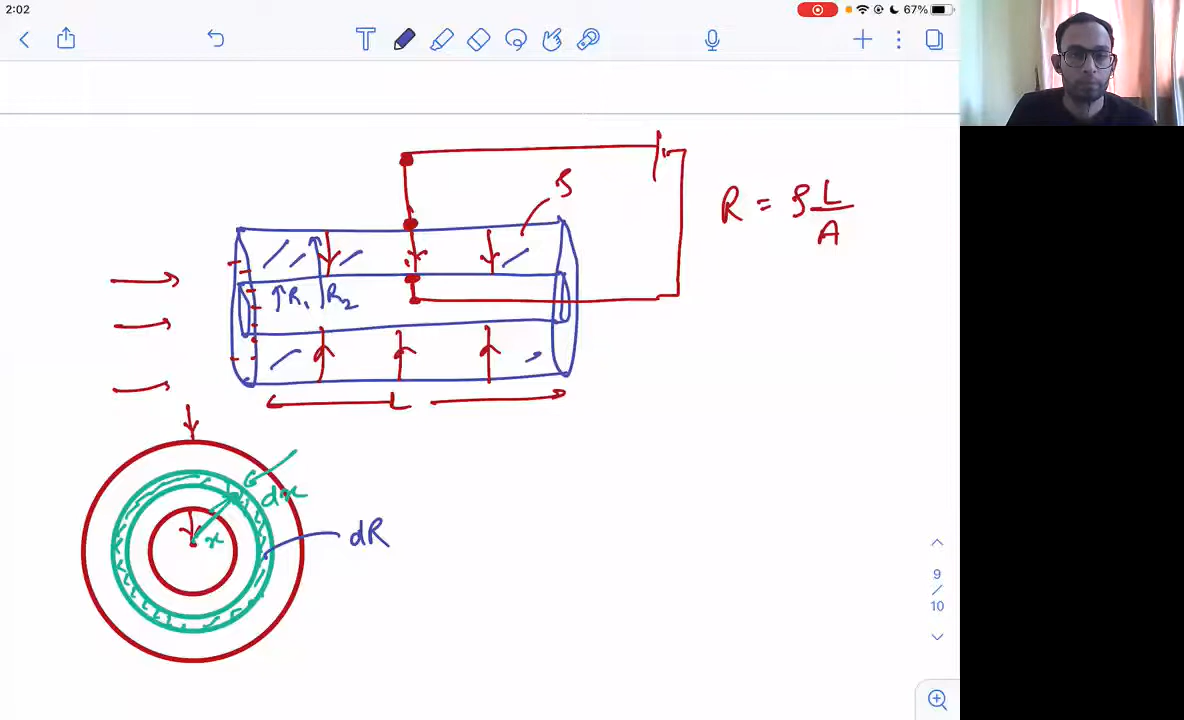 2:02
67%
T
ρ
R = ρ L / A
R₁ R₂
L
dx
x
dR
9
/
10